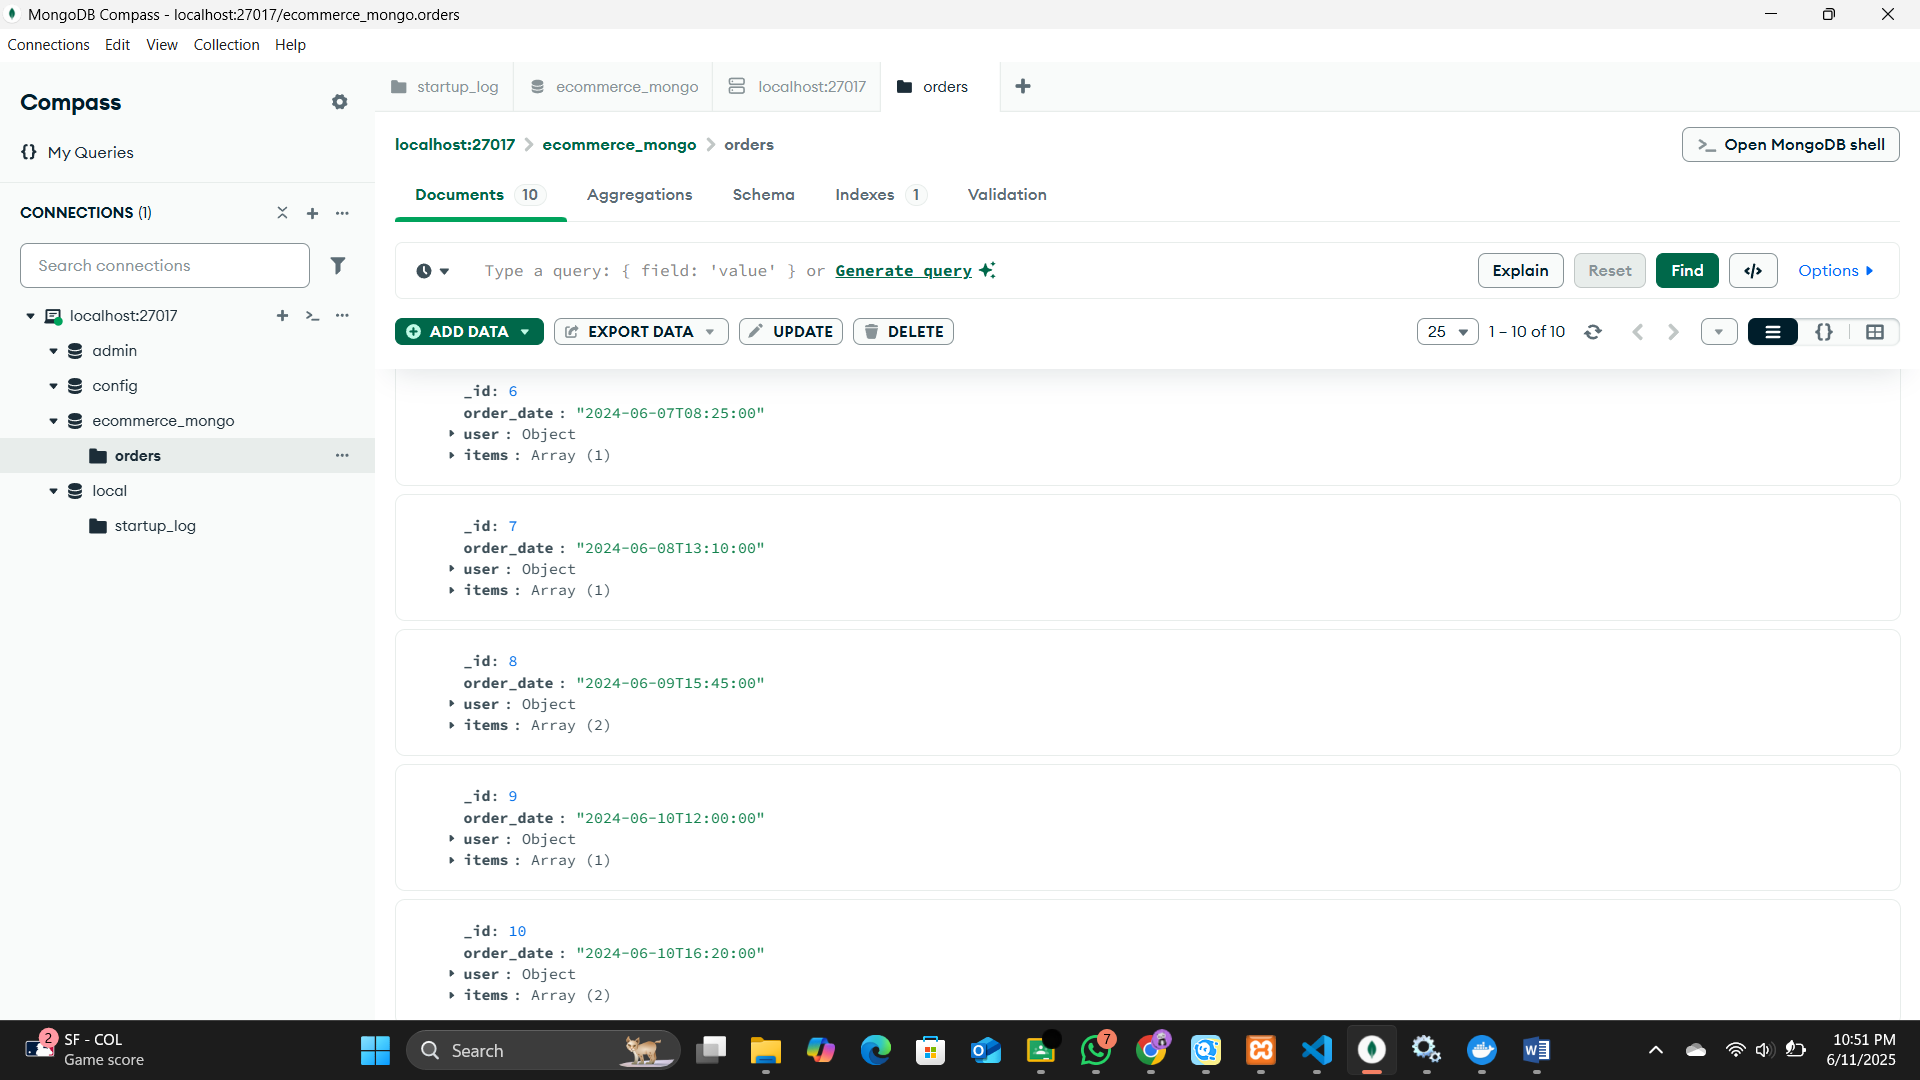 MongoDB Compass - localhost:27017/ecommerce_mongo.orders
Connections Edit View Collection Help
Compass
My Queries
CONNECTIONS (1)
Search connections
localhost:27017
admin
config
ecommerce_mongo
orders
local
startup_log
startup_log ecommerce_mongo localhost:27017 orders
localhost:27017 ecommerce_mongo orders
>_ Open MongoDB shell
Documents 10 Aggregations Schema Indexes 1 Validation
Type a query: { field: 'value' } or Generate query
Explain Reset Find </> Options
ADD DATA EXPORT DATA UPDATE DELETE
25 1 – 10 of 10 {}
_id: 6
order_date : "2024-06-07T08:25:00"
user : Object
items : Array (1)
_id: 7
order_date : "2024-06-08T13:10:00"
user : Object
items : Array (1)
_id: 8
order_date : "2024-06-09T15:45:00"
user : Object
items : Array (2)
_id: 9
order_date : "2024-06-10T12:00:00"
user : Object
items : Array (1)
_id: 10
order_date : "2024-06-10T16:20:00"
user : Object
items : Array (2)
2
SF - COL
Game score
Search
7
10:51 PM
6/11/2025